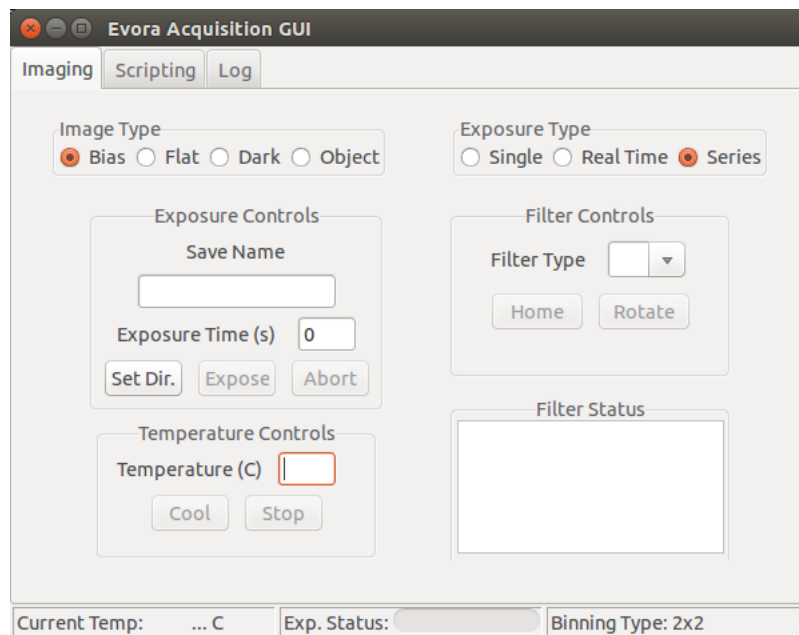 Evora Acquisition GUI
Imaging Scripting Log
Image Type
Bias Flat Dark Object
Exposure Type
Single Real Time Series
Exposure Controls
Save Name
Exposure Time (s) 0
Set Dir. Expose Abort
Filter Controls
Filter Type
Home Rotate
Temperature Controls
Temperature (C)
Cool Stop
Filter Status
Current Temp: ... C Exp. Status: Binning Type: 2x2